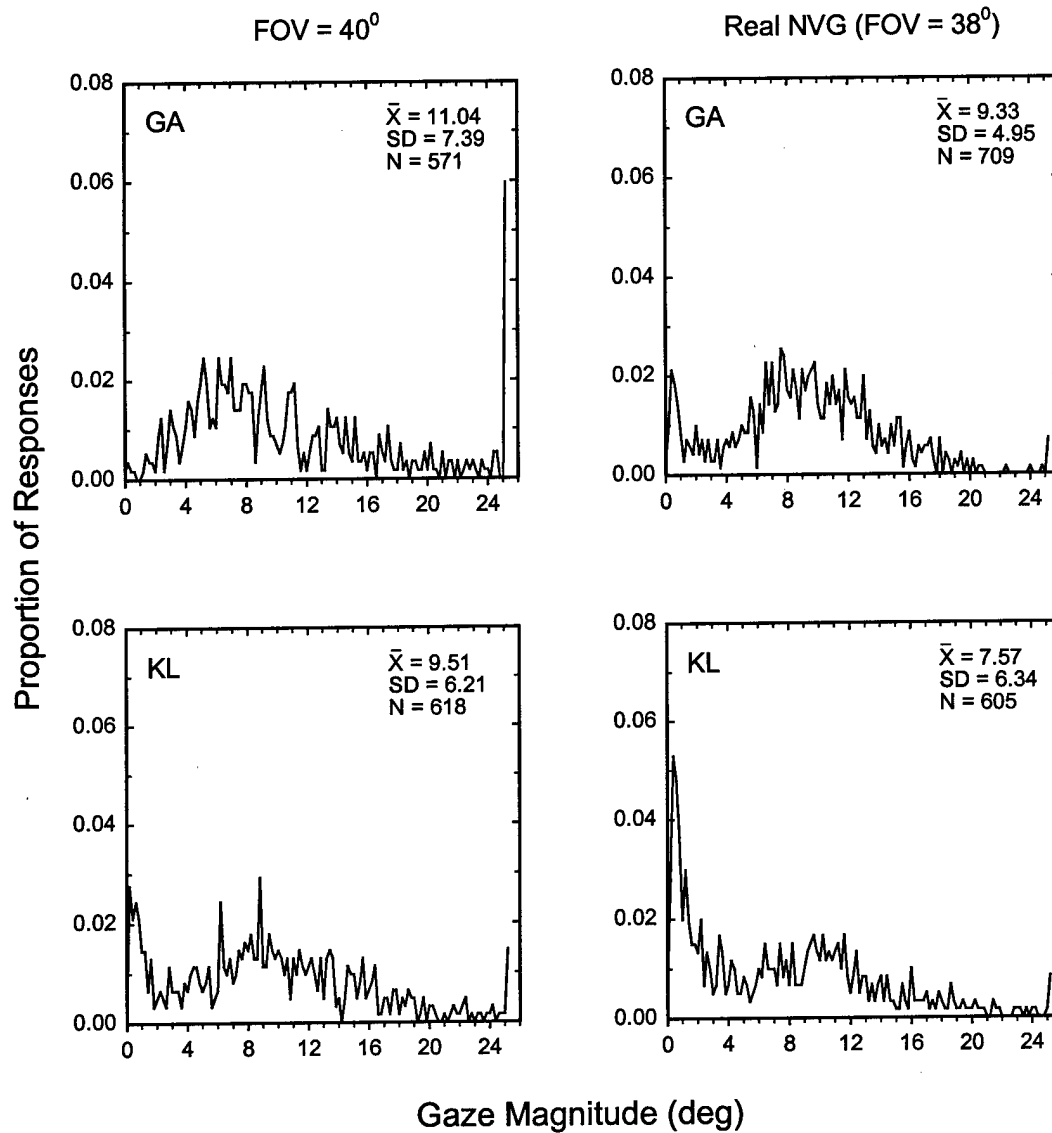 FOV = 40⁰
Real NVG (FOV = 38⁰)
Proportion of Responses
0.08
0.06
0.04
0.02
0.00
GA
X̄ = 11.04
SD = 7.39
N = 571
0 4 8 12 16 20 24
0.08
0.06
0.04
0.02
0.00
GA
X̄ = 9.33
SD = 4.95
N = 709
0 4 8 12 16 20 24
0.08
0.06
0.04
0.02
0.00
KL
X̄ = 9.51
SD = 6.21
N = 618
0 4 8 12 16 20 24
0.08
0.06
0.04
0.02
0.00
KL
X̄ = 7.57
SD = 6.34
N = 605
0 4 8 12 16 20 24
Gaze Magnitude (deg)